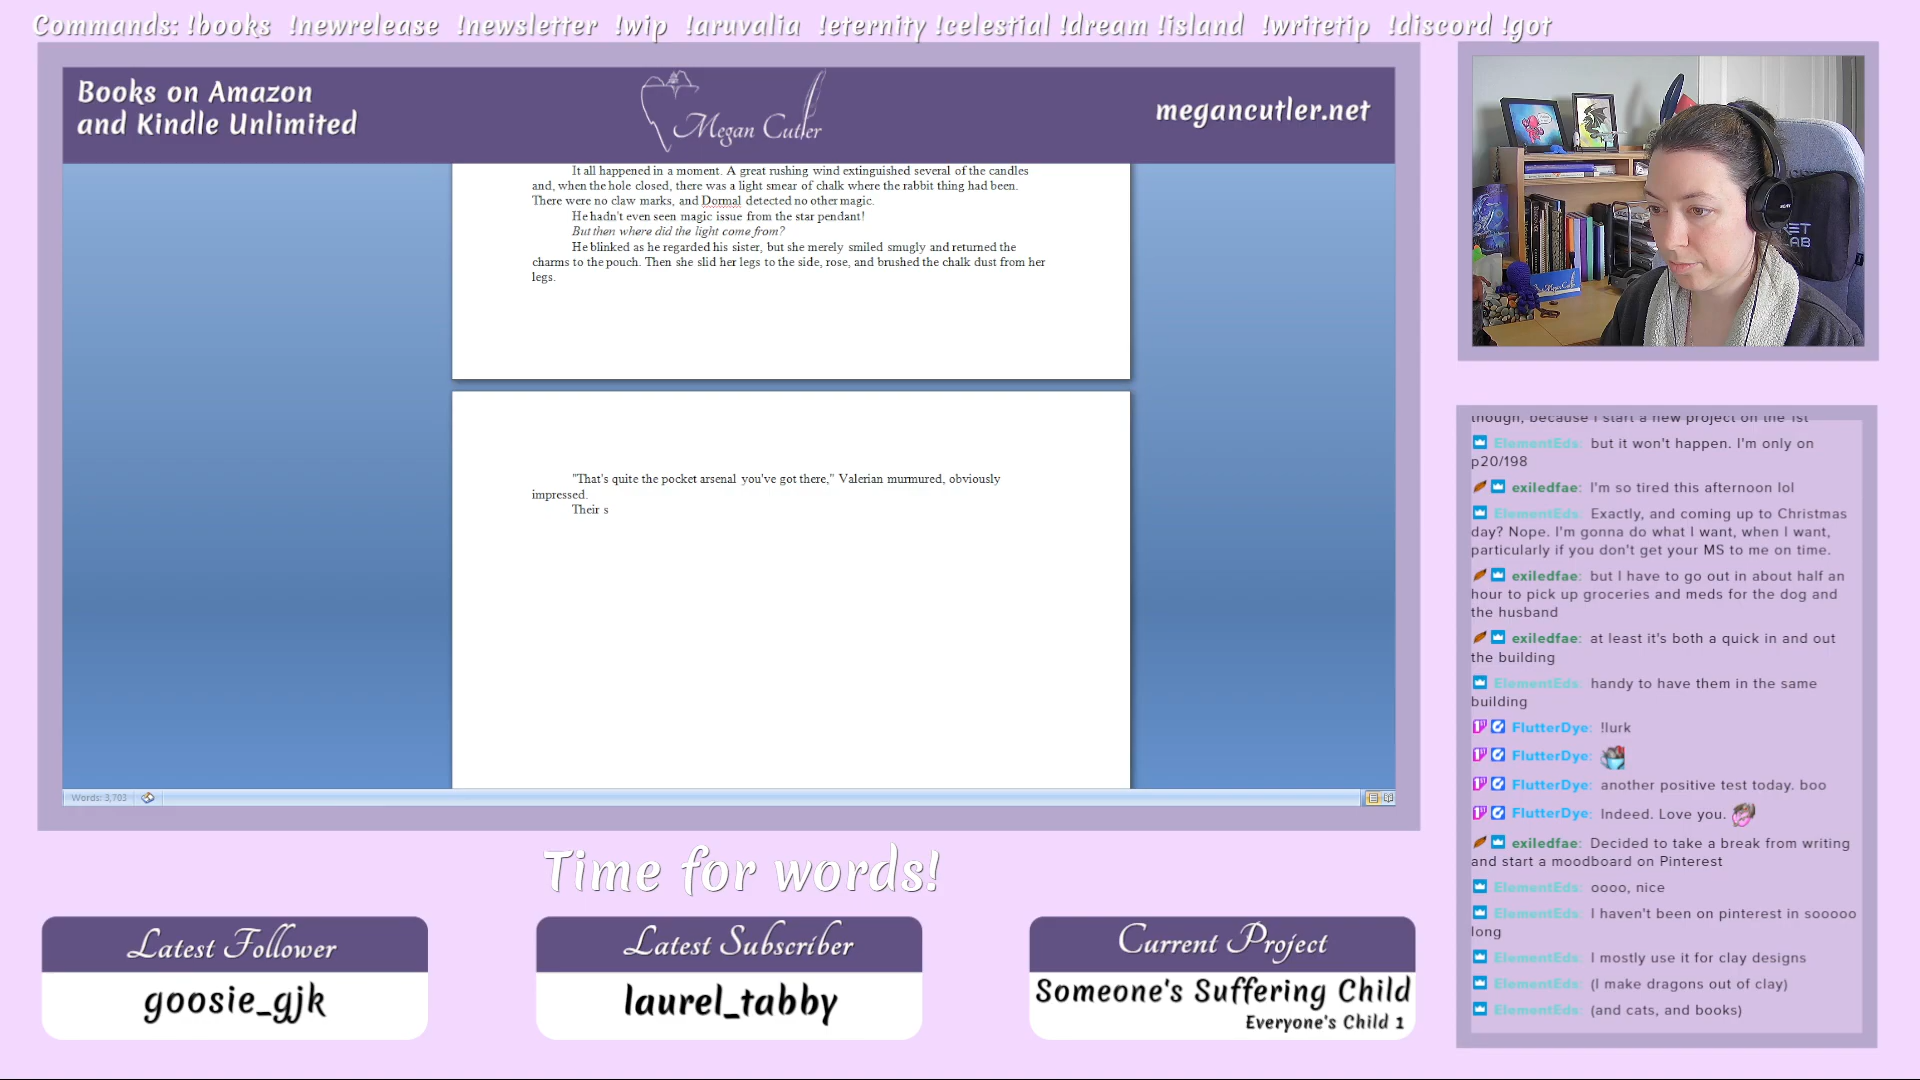 Commands: !books !newrelease !newsletter !wip !aruvalia !eternity !celestial !dream !island !writetip !discord !got
Books on Amazon
and Kindle Unlimited
Megan Cutler
megancutler.net
It all happened in a moment. A great rushing wind extinguished several of the candles
and, when the hole closed, there was a light smear of chalk where the rabbit thing had been.
There were no claw marks, and Dormal detected no other magic.
He hadn't even seen magic issue from the star pendant!
But then where did the light come from?
He blinked as he regarded his sister, but she merely smiled smugly and returned the
charms to the pouch. Then she slid her legs to the side, rose, and brushed the chalk dust from her
legs.
"That's quite the pocket arsenal you've got there," Valerian murmured, obviously
impressed.
Their s
Words: 3,703
though, because I start a new project on the 1st
ElementEds: but it won't happen. I'm only on
p20/198
exiledfae: I'm so tired this afternoon lol
ElementEds: Exactly, and coming up to Christmas
day? Nope. I'm gonna do what I want, when I want,
particularly if you don't get your MS to me on time.
exiledfae: but I have to go out in about half an
hour to pick up groceries and meds for the dog and
the husband
exiledfae: at least it's both a quick in and out
the building
ElementEds: handy to have them in the same
building
FlutterDye: !lurk
FlutterDye:
FlutterDye: another positive test today. boo
FlutterDye: Indeed. Love you.
exiledfae: Decided to take a break from writing
and start a moodboard on Pinterest
ElementEds: oooo, nice
ElementEds: I haven't been on pinterest in sooooo
long
ElementEds: I mostly use it for clay designs
ElementEds: (I make dragons out of clay)
ElementEds: (and cats, and books)
Time for words!
Latest Follower
goosie_gjk
Latest Subscriber
laurel_tabby
Current Project
Someone's Suffering Child
Everyone's Child 1